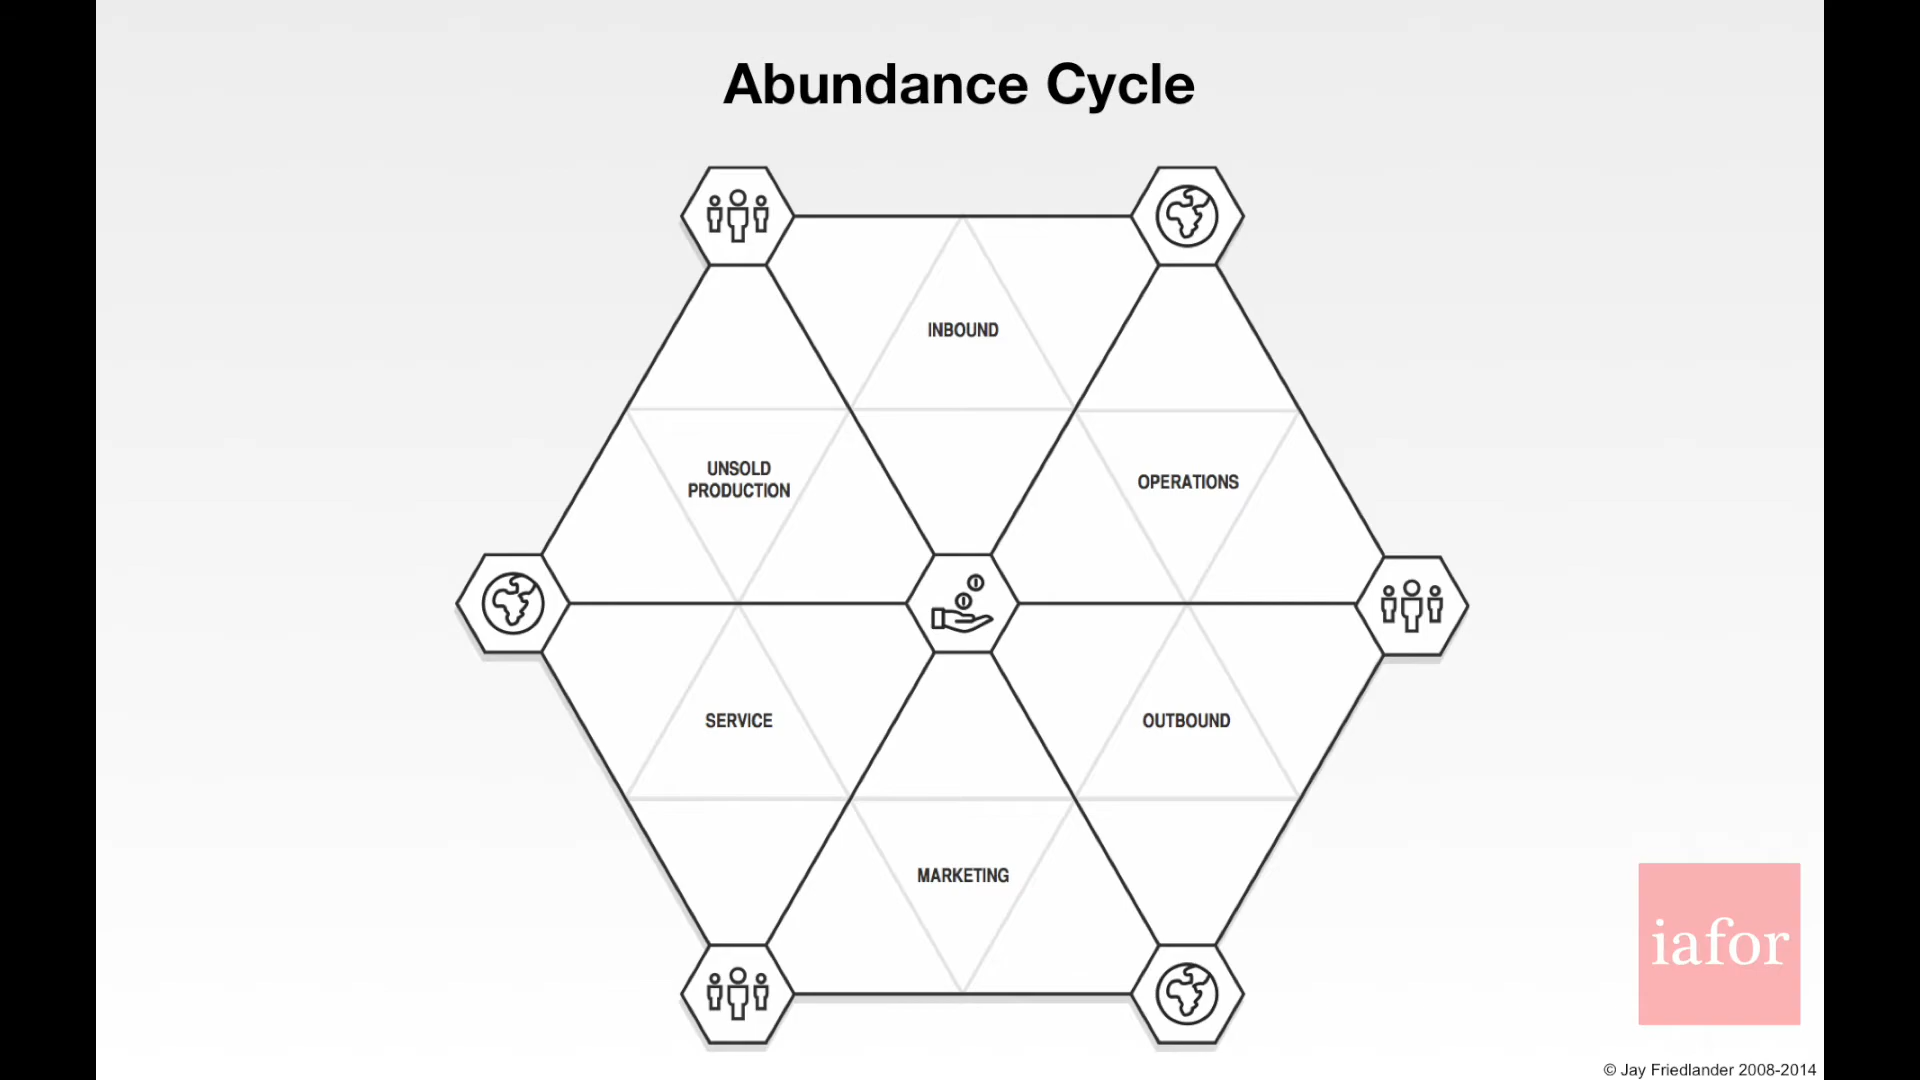 Abundance Cycle
INBOUND
UNSOLD
PRODUCTION
OPERATIONS
SERVICE
OUTBOUND
MARKETING
iafor
© Jay Friedlander 2008-2014